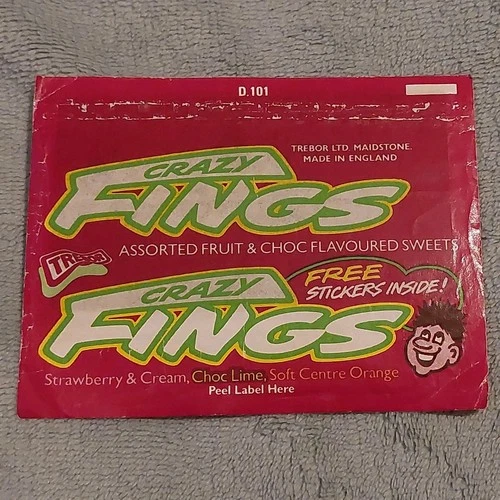 D.101
TREBOR LTD. MAIDSTONE.
MADE IN ENGLAND
CRAZY
FINGS
ASSORTED FRUIT & CHOC FLAVOURED SWEETS
TREBOR
FREE
STICKERS INSIDE!
CRAZY
FINGS
Strawberry & Cream, Choc Lime, Soft Centre Orange
Peel Label Here